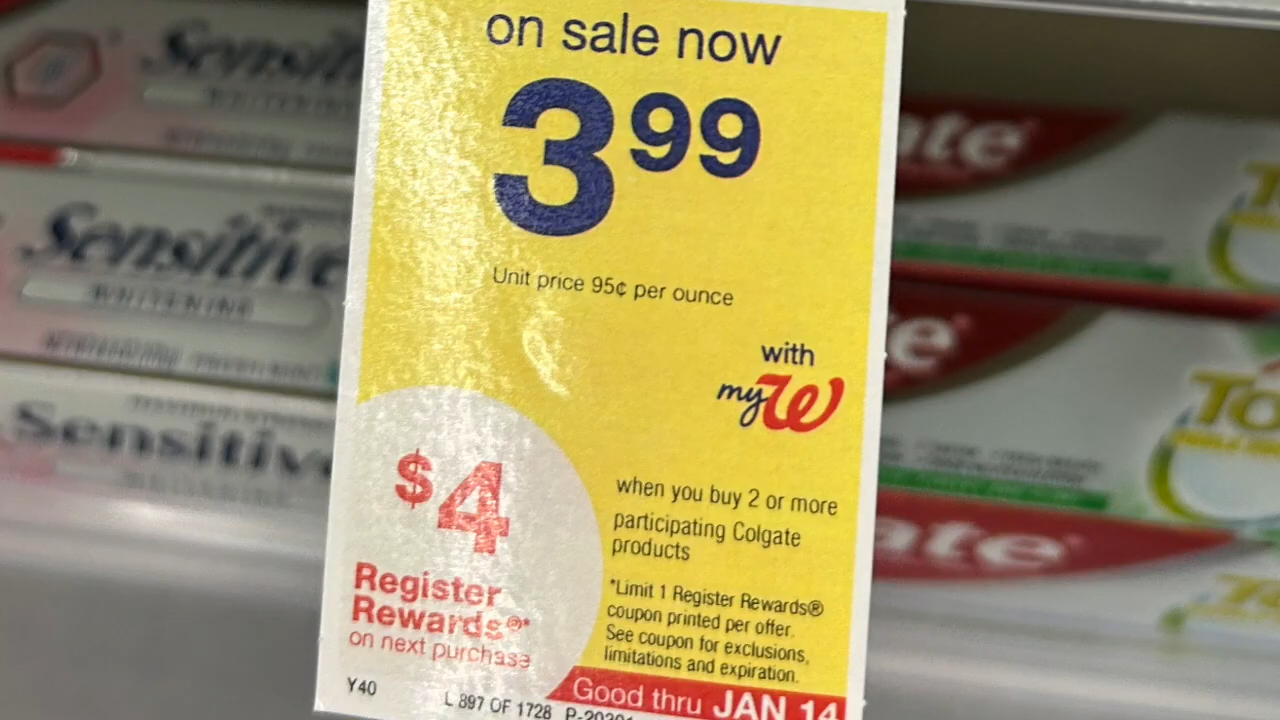 on sale now
3 99
Unit price 95¢ per ounce
with
myW
$4
Register
Rewards®*
on next purchase
when you buy 2 or more
participating Colgate
products
*Limit 1 Register Rewards®
coupon printed per offer.
See coupon for exclusions,
limitations and expiration.
Good thru JAN 14
Y40
L 897 OF 1728
Sensitive
WHITENING
Sensitive